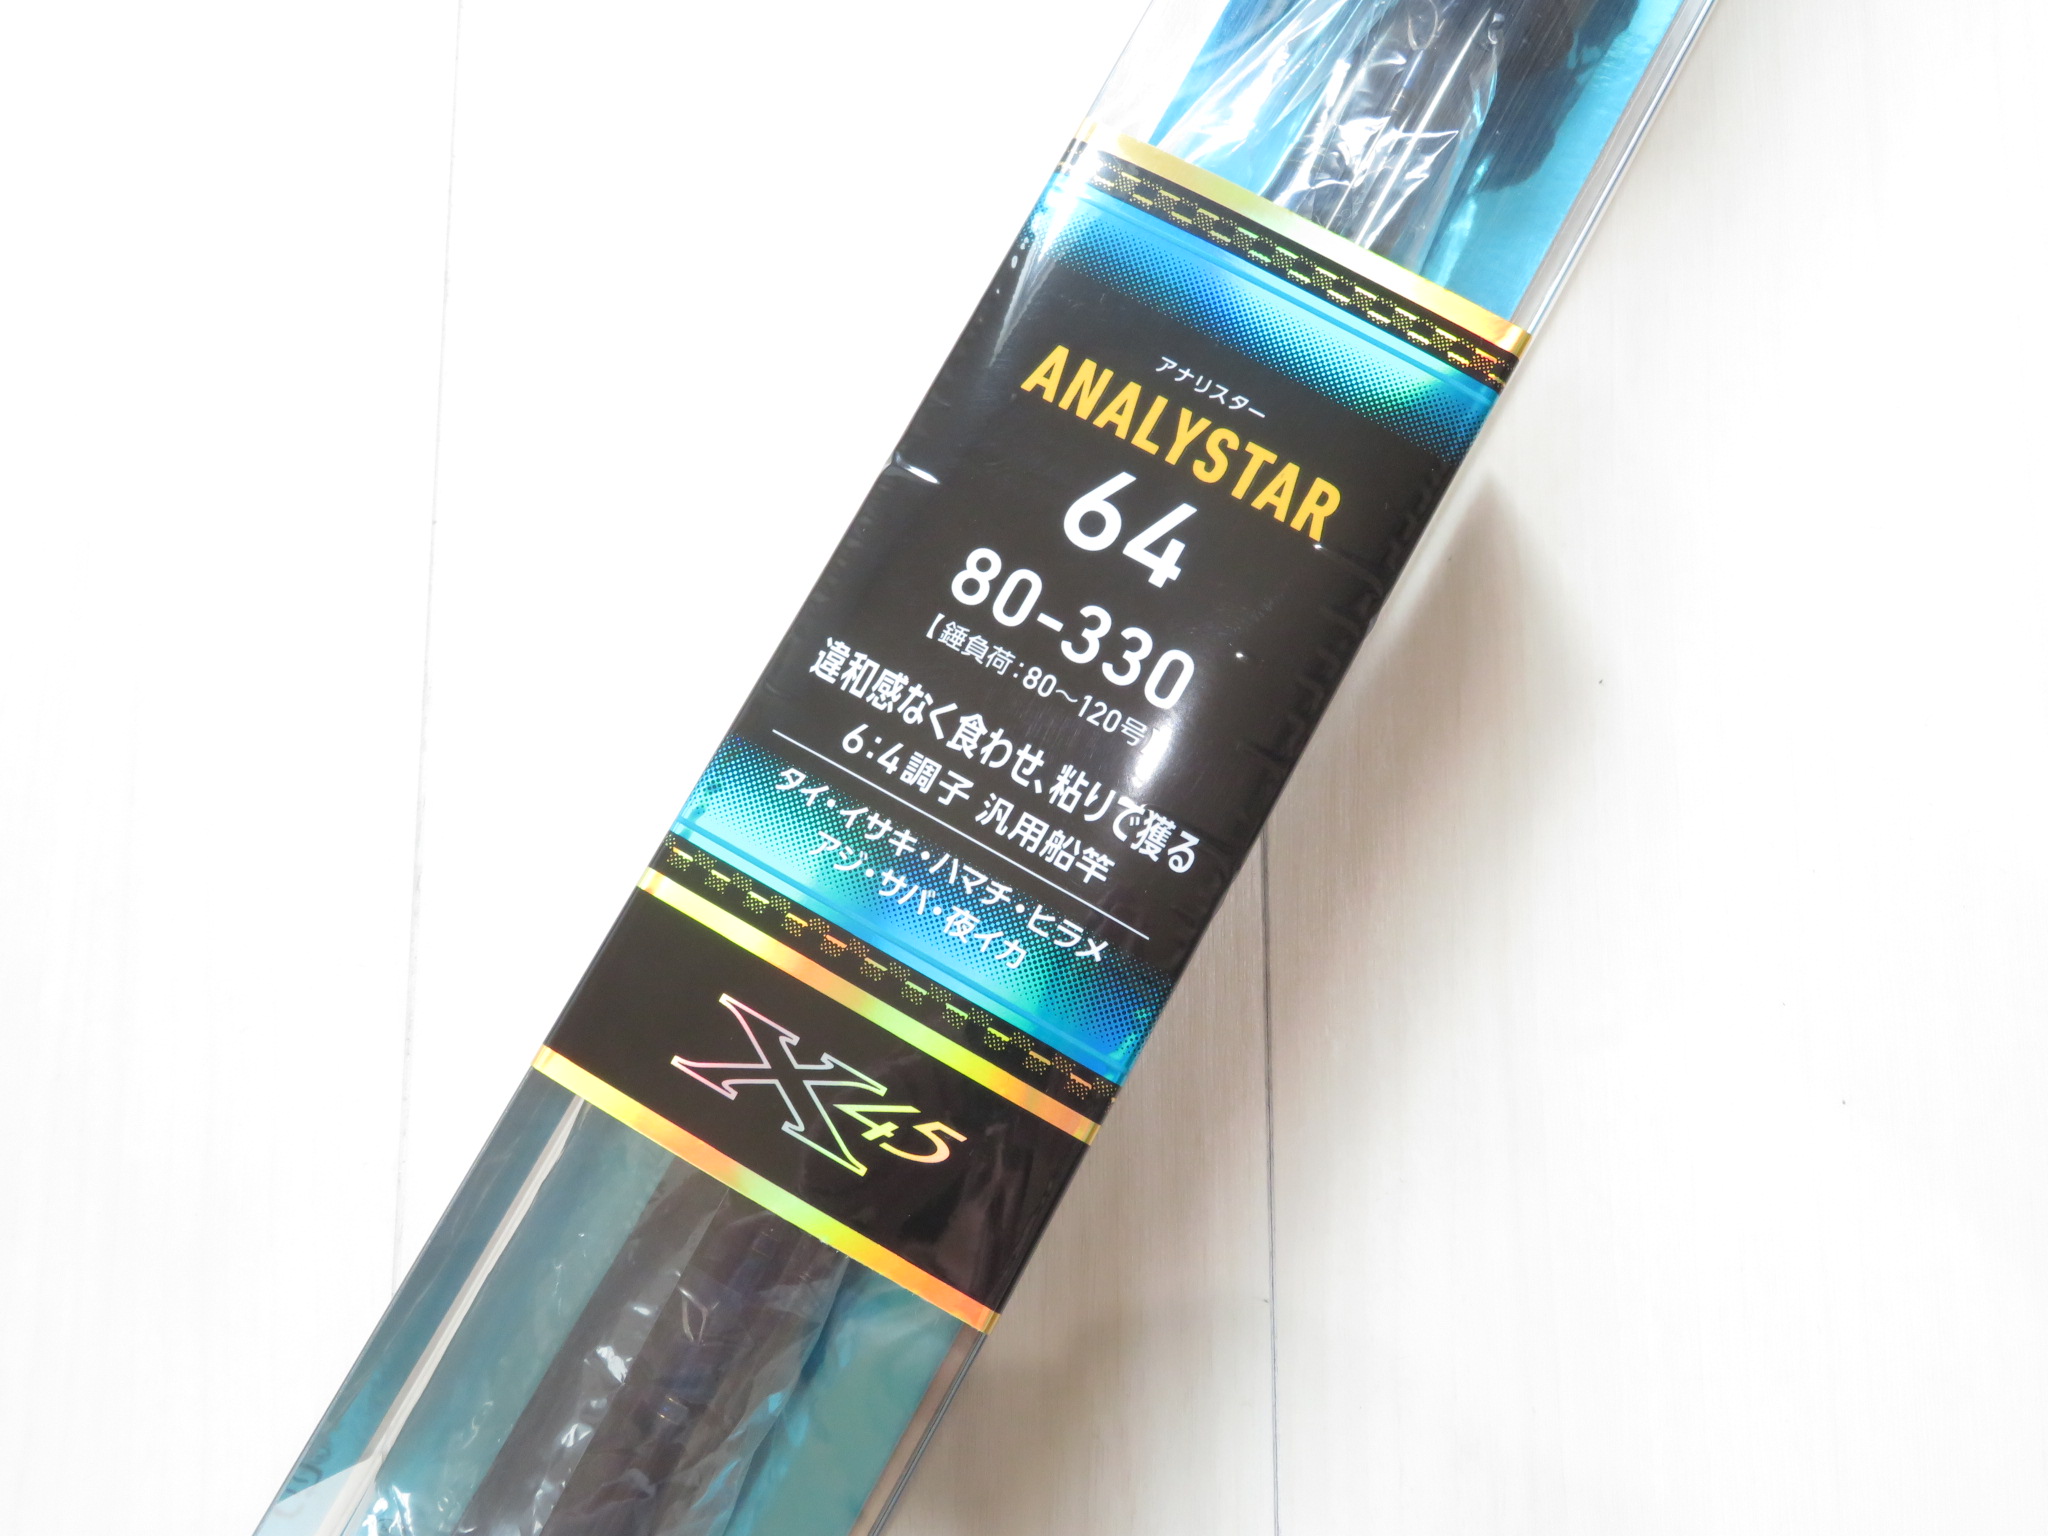 アナリスター
ANALYSTAR
64
80-330
【錘負荷:80～120号】
違和感なく食わせ、粘りで獲る
6:4調子 汎用船竿
タイ・イサキ・ハマチ・ヒラメ
アジ・サバ・夜イカ
X45